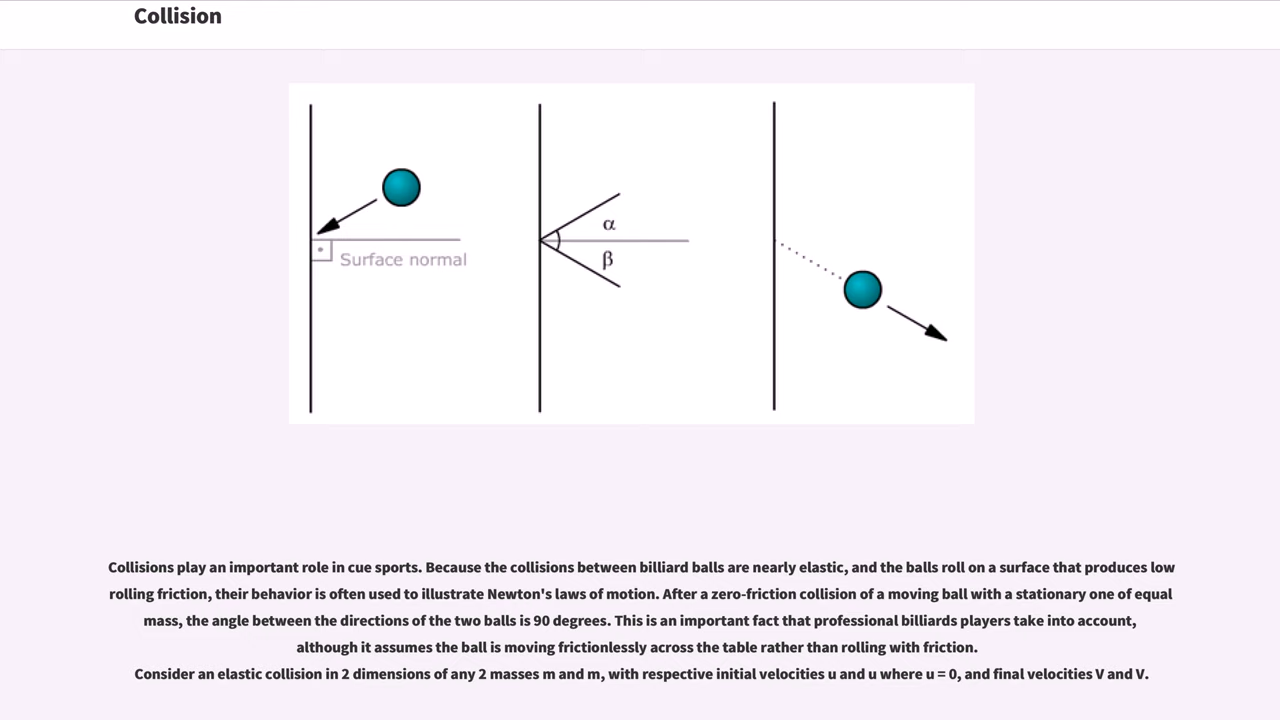 Collision
Surface normal
α
β
Collisions play an important role in cue sports. Because the collisions between billiard balls are nearly elastic, and the balls roll on a surface that produces low
rolling friction, their behavior is often used to illustrate Newton's laws of motion. After a zero-friction collision of a moving ball with a stationary one of equal
mass, the angle between the directions of the two balls is 90 degrees. This is an important fact that professional billiards players take into account,
although it assumes the ball is moving frictionlessly across the table rather than rolling with friction.
Consider an elastic collision in 2 dimensions of any 2 masses m and m, with respective initial velocities u and u where u = 0, and final velocities V and V.